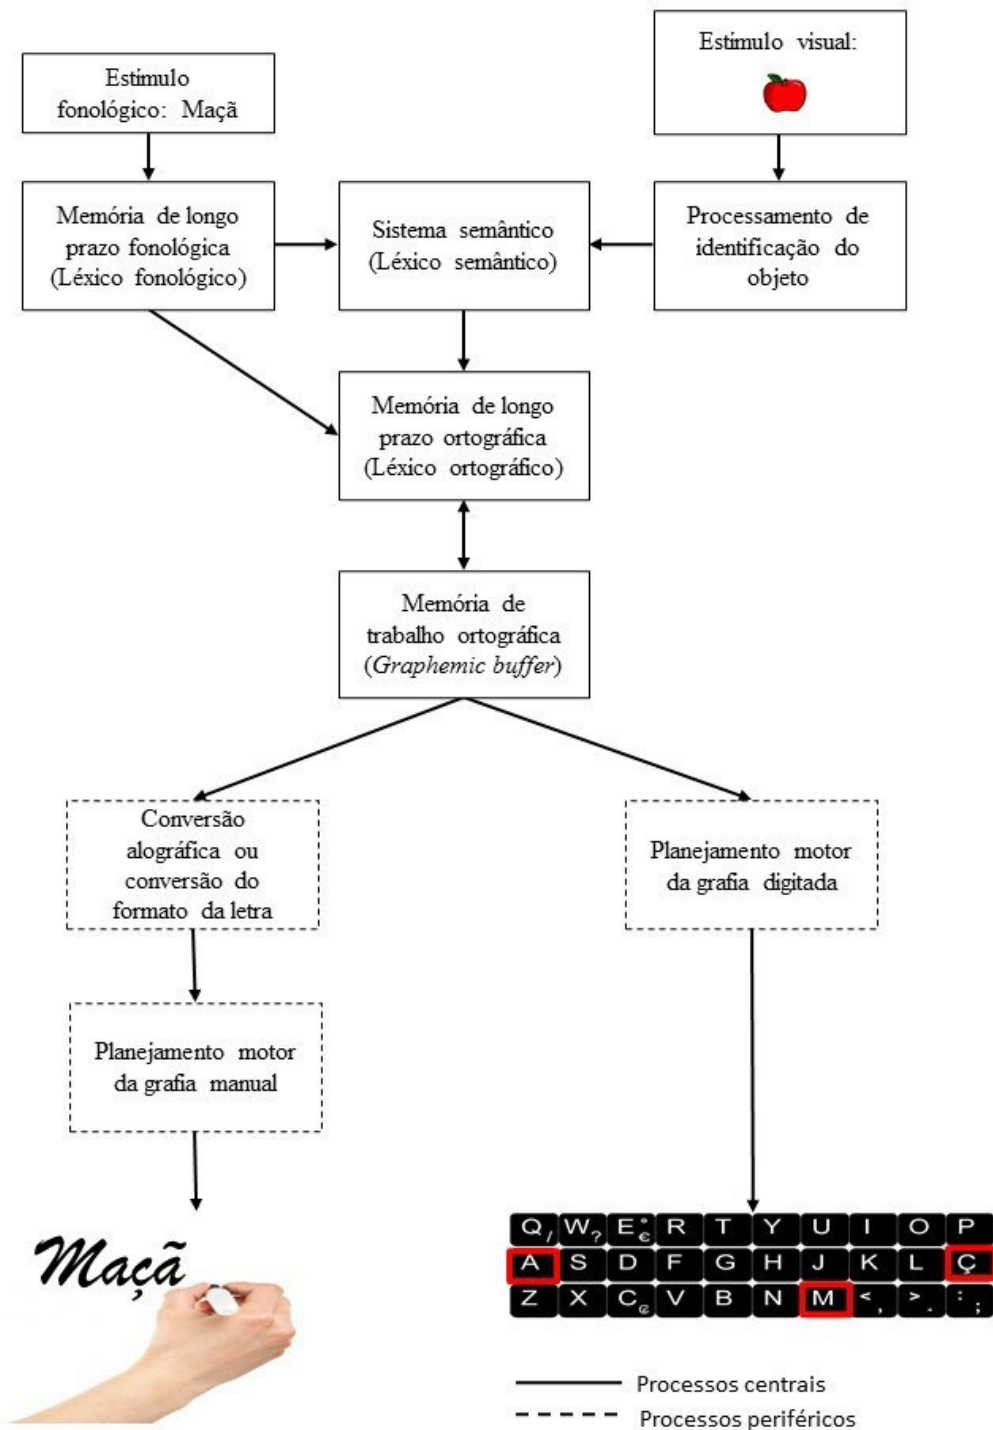 Estimulo
fonológico: Maçã
Estímulo visual:
Memória de longo
prazo fonológica
(Léxico fonológico)
Sistema semântico
(Léxico semântico)
Processamento de
identificação do
objeto
Memória de longo
prazo ortográfica
(Léxico ortográfico)
Memória de
trabalho ortográfica
(Graphemic buffer)
Conversão
alográfica ou
conversão do
formato da letra
Planejamento motor
da grafia digitada
Planejamento motor
da grafia manual
Maçã
Q / W ? E € R T Y U I O P
A S D F G H J K L Ç
Z X C V B N M < , > . : ;
Processos centrais
Processos periféricos